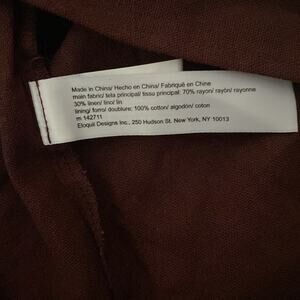 Made in China/ Hecho en China/ Fabriqué en Chine
main fabric/ tela principal/ tissu principal: 70% rayon/ rayón/ rayonne
30% linen/ lino/ lin
lining/ forro/ doublure: 100% cotton/ algodón/ coton
m 142711
Eloquii Designs Inc., 250 Hudson St. New York, NY 10013